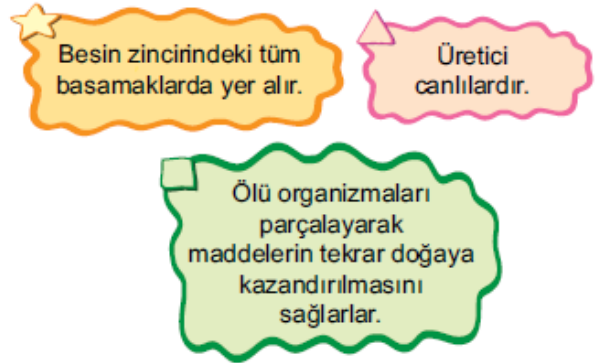 Besin zincirindeki tüm
basamaklarda yer alır.
Üretici
canlılardır.
Ölü organizmaları
parçalayarak
maddelerin tekrar doğaya
kazandırılmasını
sağlarlar.